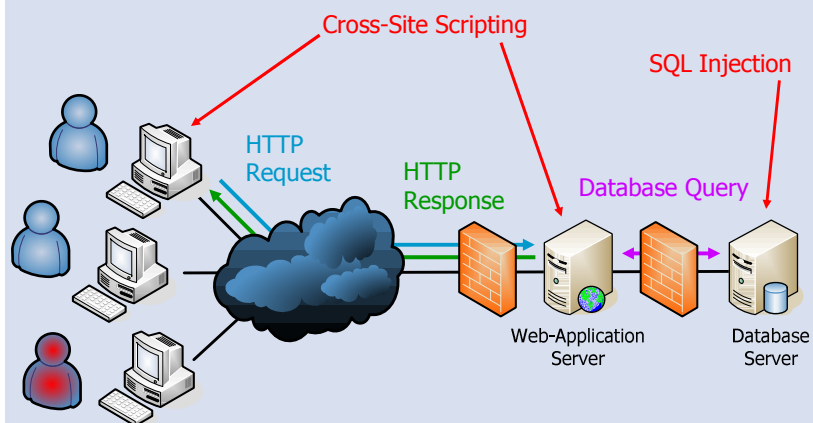 Cross-Site Scripting
SQL Injection
HTTP
Request
HTTP
Response
Database Query
Web-Application
Server
Database
Server